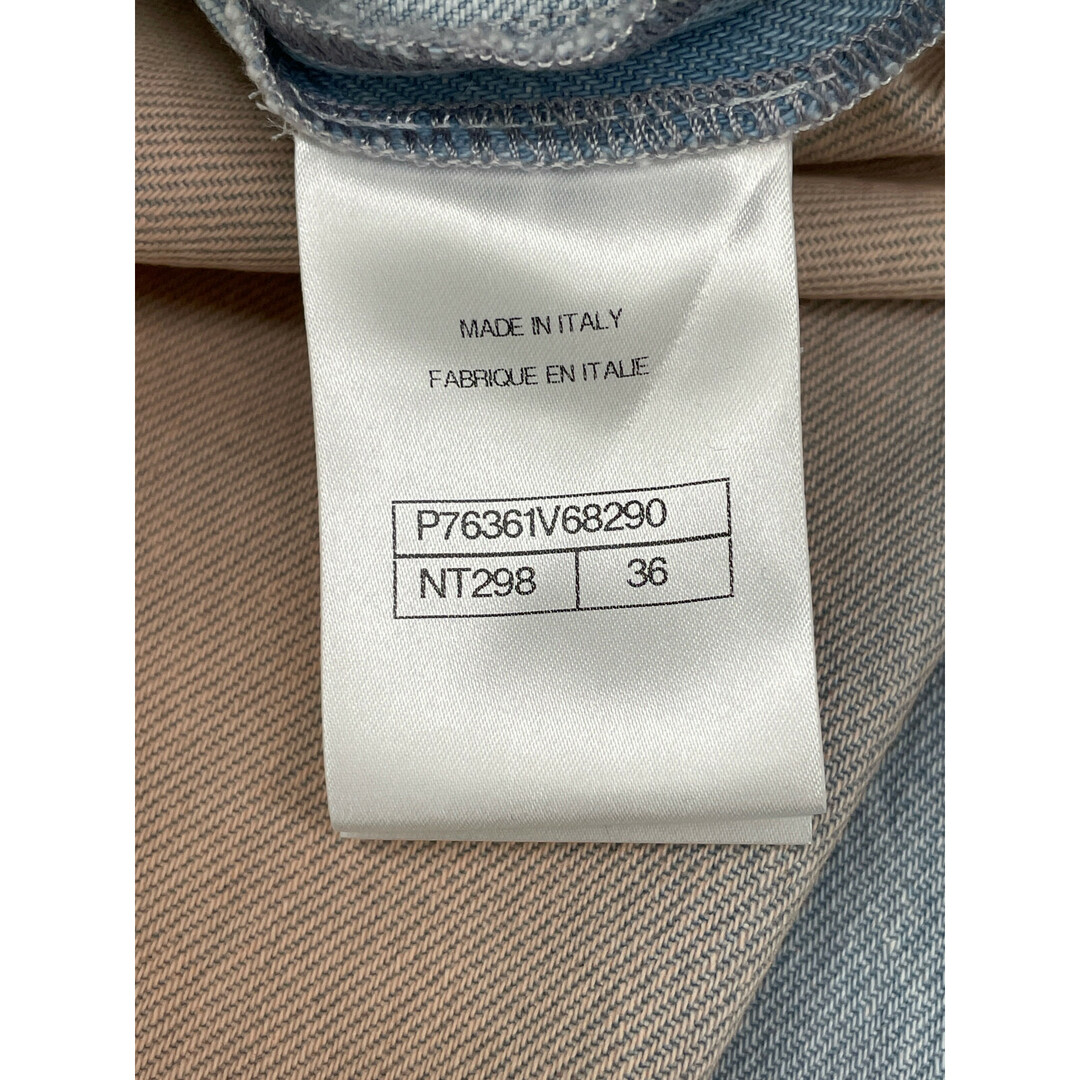 MADE IN ITALY
FABRIQUE EN ITALIE
P76361V68290
NT298 36